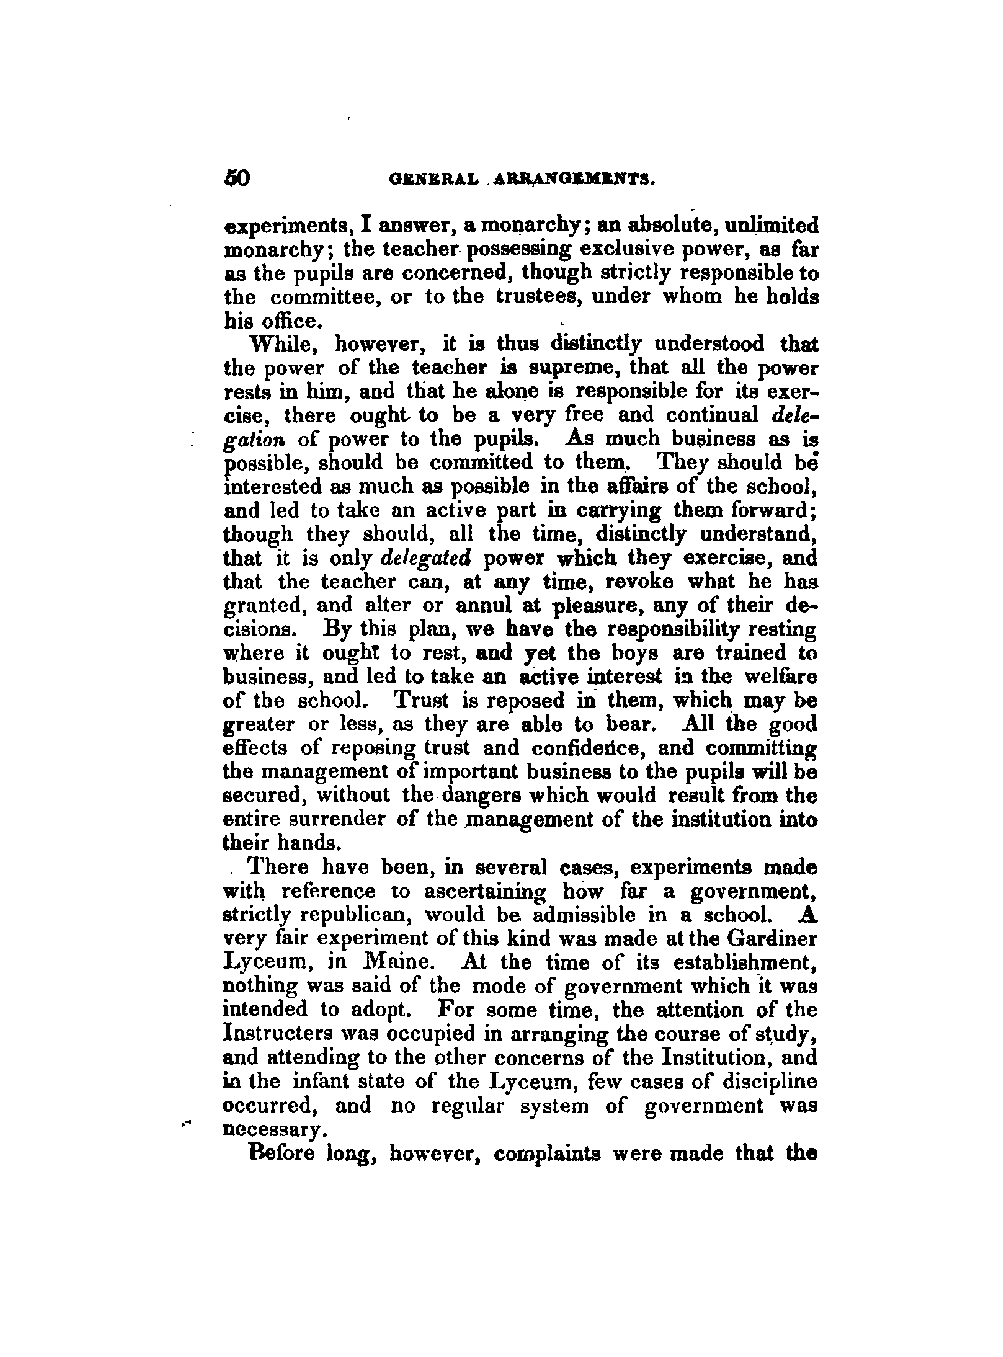 50 GENERAL ARRANGEMENTS.
experiments, I answer, a monarchy; an absolute, unlimited
monarchy; the teacher possessing exclusive power, as far
as the pupils are concerned, though strictly responsible to
the committee, or to the trustees, under whom he holds
his office.
While, however, it is thus distinctly understood that
the power of the teacher is supreme, that all the power
rests in him, and that he alone is responsible for its exer-
cise, there ought to be a very free and continual dele-
gation of power to the pupils. As much business as is
possible, should be committed to them. They should be
interested as much as possible in the affairs of the school,
and led to take an active part in carrying them forward;
though they should, all the time, distinctly understand,
that it is only delegated power which they exercise, and
that the teacher can, at any time, revoke what he has
granted, and alter or annul at pleasure, any of their de-
cisions. By this plan, we have the responsibility resting
where it ought to rest, and yet the boys are trained to
business, and led to take an active interest in the welfare
of the school. Trust is reposed in them, which may be
greater or less, as they are able to bear. All the good
effects of reposing trust and confidence, and committing
the management of important business to the pupils will be
secured, without the dangers which would result from the
entire surrender of the management of the institution into
their hands.
There have been, in several cases, experiments made
with reference to ascertaining how far a government,
strictly republican, would be admissible in a school. A
very fair experiment of this kind was made at the Gardiner
Lyceum, in Maine. At the time of its establishment,
nothing was said of the mode of government which it was
intended to adopt. For some time, the attention of the
Instructers was occupied in arranging the course of study,
and attending to the other concerns of the Institution, and
in the infant state of the Lyceum, few cases of discipline
occurred, and no regular system of government was
necessary.
Before long, however, complaints were made that the